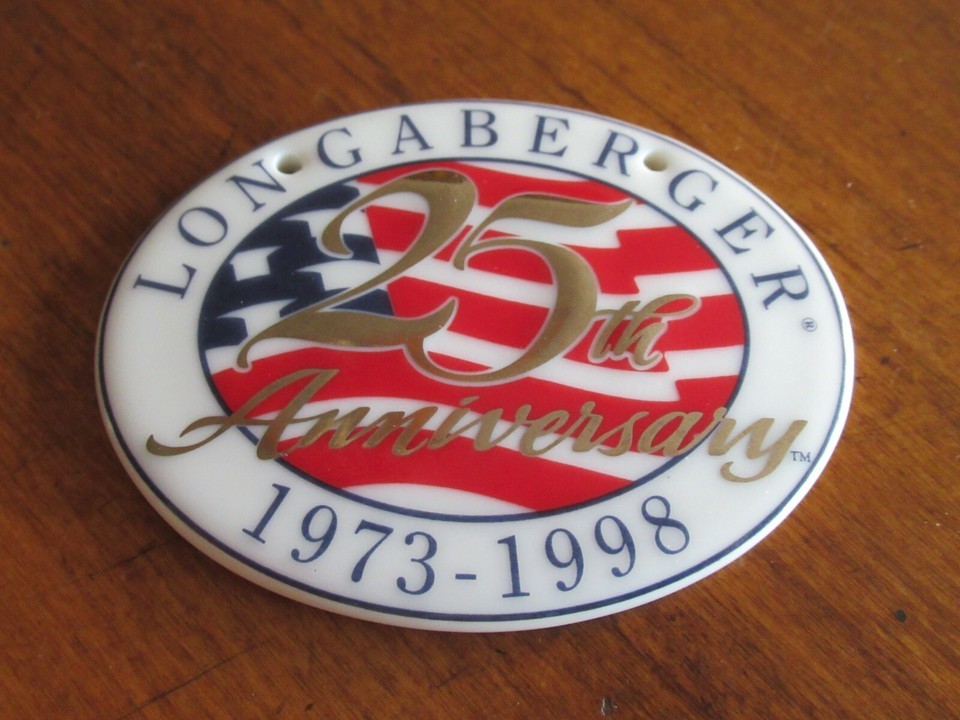 LONGABERGER®
25th
Anniversary™
1973-1998